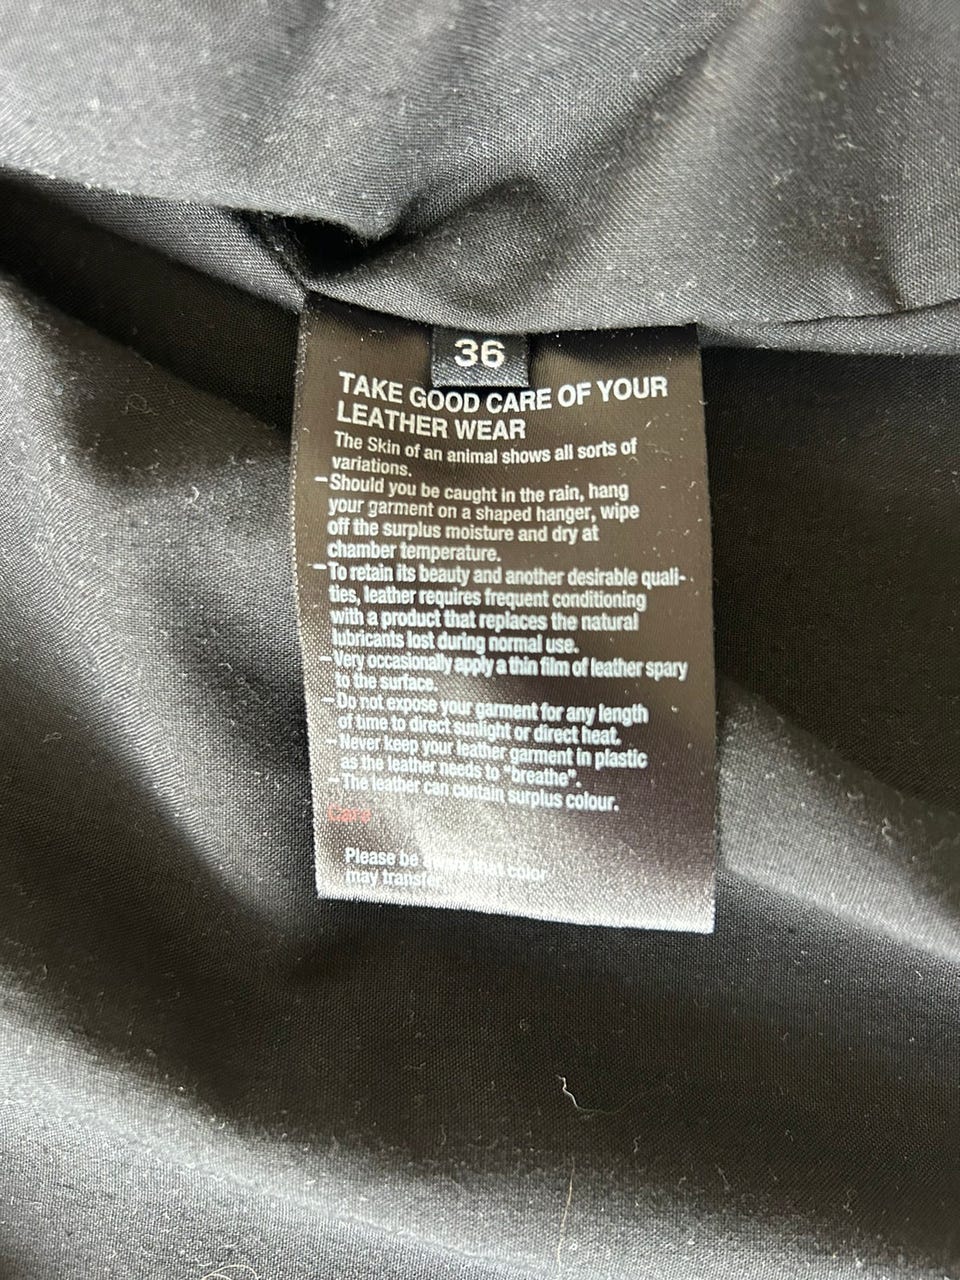 36
TAKE GOOD CARE OF YOUR
LEATHER WEAR
The Skin of an animal shows all sorts of
variations.
-Should you be caught in the rain, hang
your garment on a shaped hanger, wipe
off the surplus moisture and dry at
chamber temperature.
-To retain its beauty and another desirable quali-
ties, leather requires frequent conditioning
with a product that replaces the natural
lubricants lost during normal use.
-Very occasionally apply a thin film of leather spary
to the surface.
-Do not expose your garment for any length
of time to direct sunlight or direct heat.
-Never keep your leather garment in plastic
as the leather needs to "breathe".
-The leather can contain surplus colour.
Care
Please be aware that color
may transfer